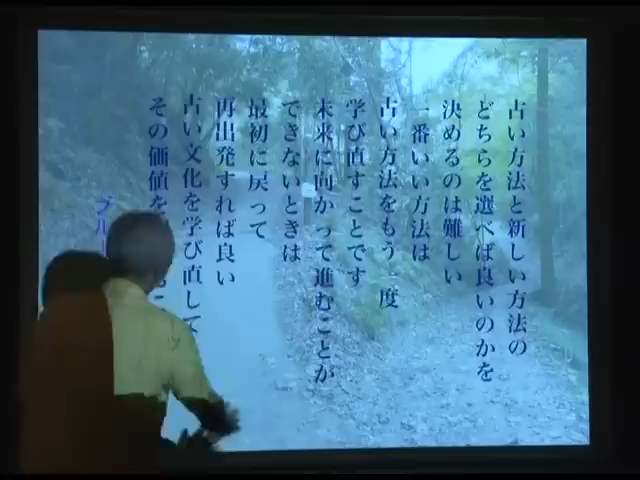 古い方法と新しい方法の
どちらを選べば良いのかを
決めるのは難しい
一番いい方法は
古い方法をもう一度
学び直すことです
未来に向かって進むことが
できないときは
最初に戻って
再出発すれば良い
古い文化を学び直して
その価値を
ブルー